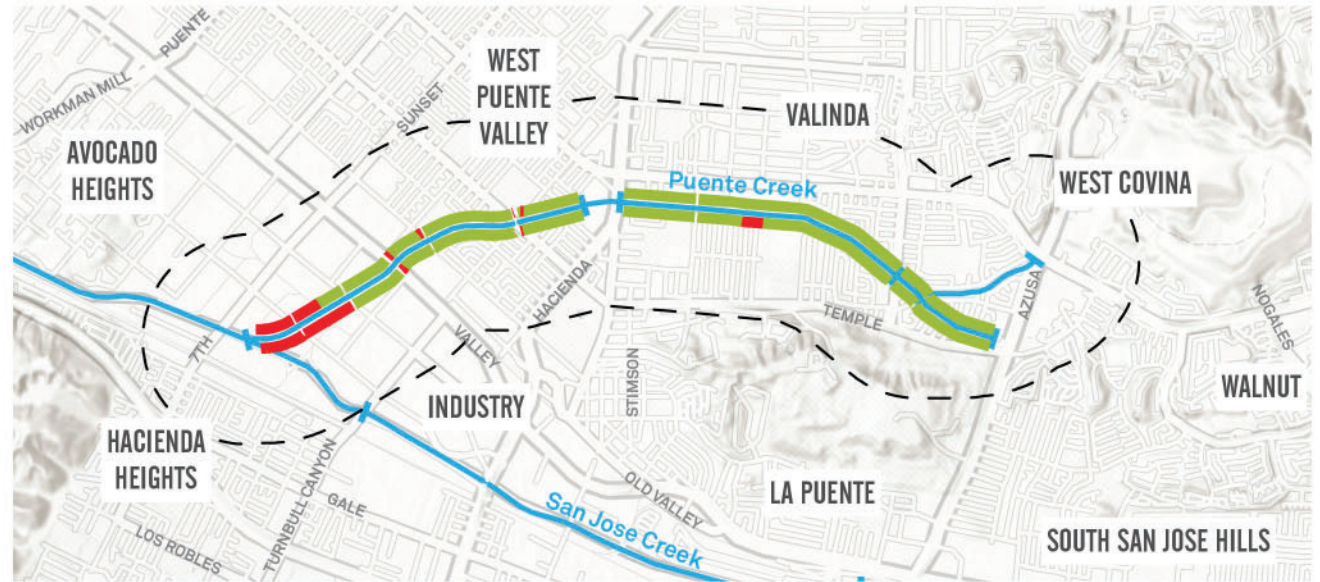 PUENTE
WORKMAN MILL
SUNSET
WEST
PUENTE
VALLEY
VALINDA
AVOCADO
HEIGHTS
Puente Creek
WEST COVINA
HACIENDA
AZUSA
NOGALES
TEMPLE
7TH
VALLEY
STIMSON
WALNUT
INDUSTRY
HACIENDA
HEIGHTS
TURNBULL CANYON
GALE
LOS ROBLES
OLD VALLEY
San Jose Creek
LA PUENTE
SOUTH SAN JOSE HILLS